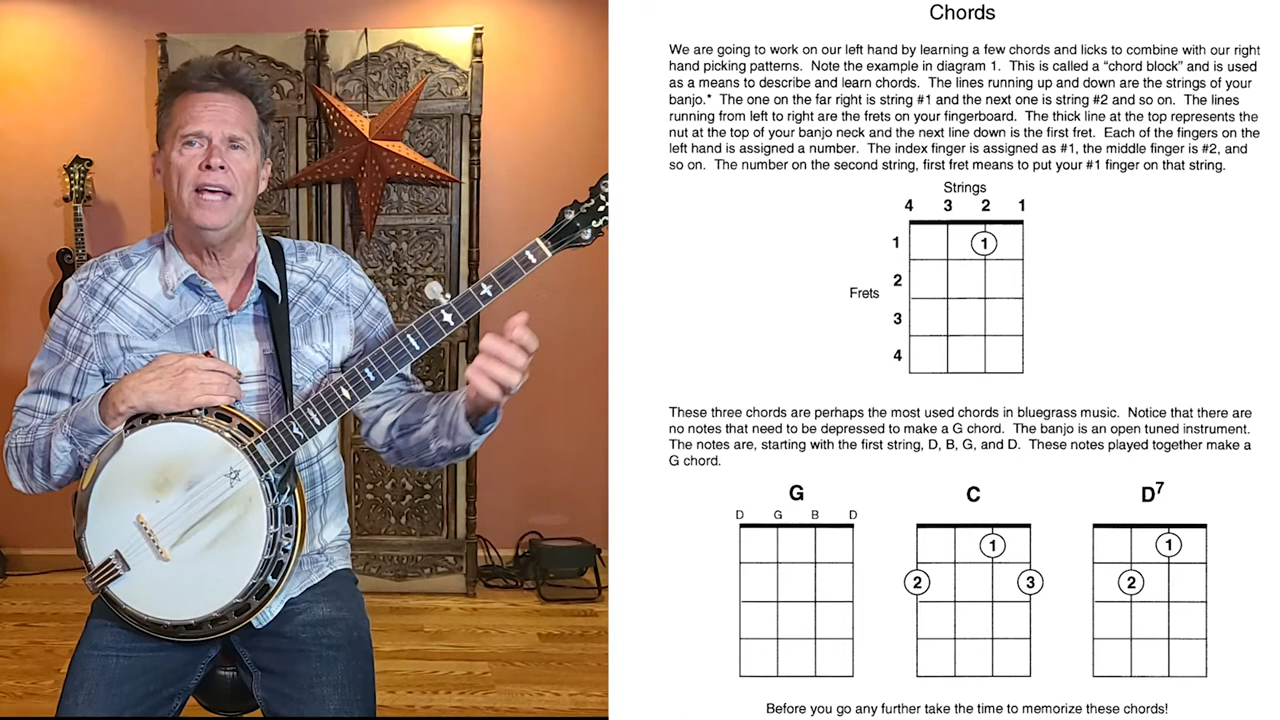 Chords
We are going to work on our left hand by learning a few chords and licks to combine with our right
hand picking patterns. Note the example in diagram 1. This is called a “chord block” and is used
as a means to describe and learn chords. The lines running up and down are the strings of your
banjo.* The one on the far right is string #1 and the next one is string #2 and so on. The lines
running from left to right are the frets on your fingerboard. The thick line at the top represents the
nut at the top of your banjo neck and the next line down is the first fret. Each of the fingers on the
left hand is assigned a number. The index finger is assigned as #1, the middle finger is #2, and
so on. The number on the second string, first fret means to put your #1 finger on that string.
Strings
4 3 2 1
1 1
2
Frets
3
4
These three chords are perhaps the most used chords in bluegrass music. Notice that there are
no notes that need to be depressed to make a G chord. The banjo is an open tuned instrument.
The notes are, starting with the first string, D, B, G, and D. These notes played together make a
G chord.
G C D7
D G B D
1 1
2 3 2
Before you go any further take the time to memorize these chords!